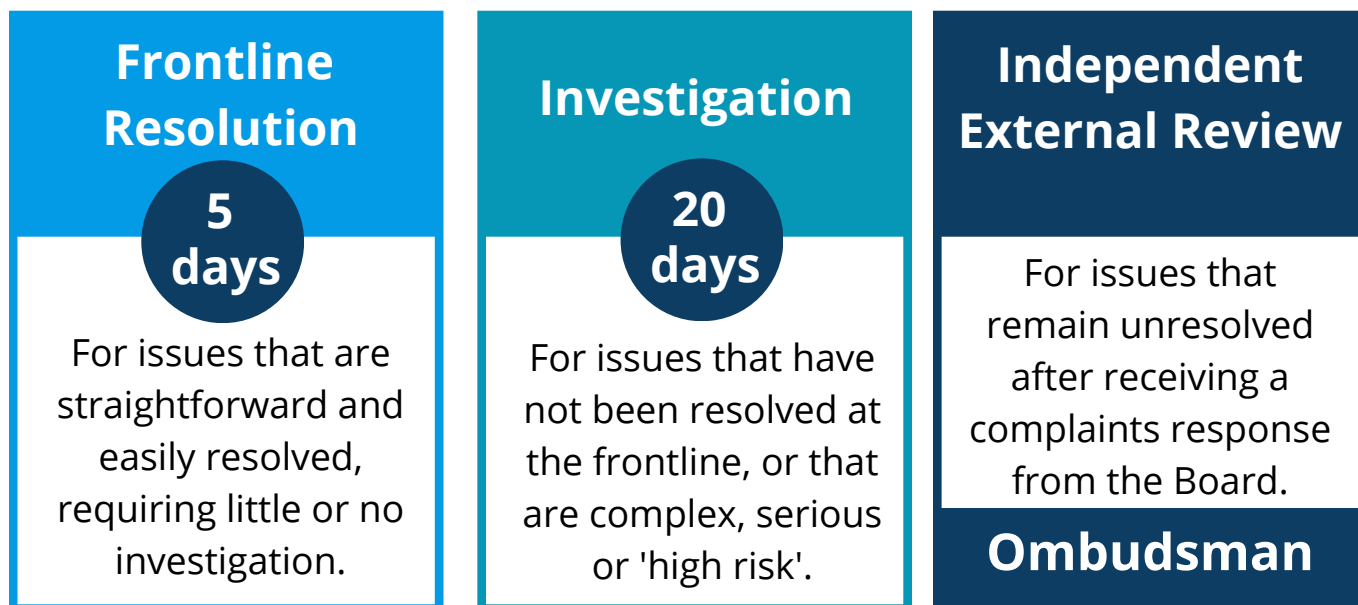 Frontline
Resolution
5
days
For issues that are
straightforward and
easily resolved,
requiring little or no
investigation.
Investigation
20
days
For issues that have
not been resolved at
the frontline, or that
are complex, serious
or 'high risk'.
Independent
External Review
For issues that
remain unresolved
after receiving a
complaints response
from the Board.
Ombudsman